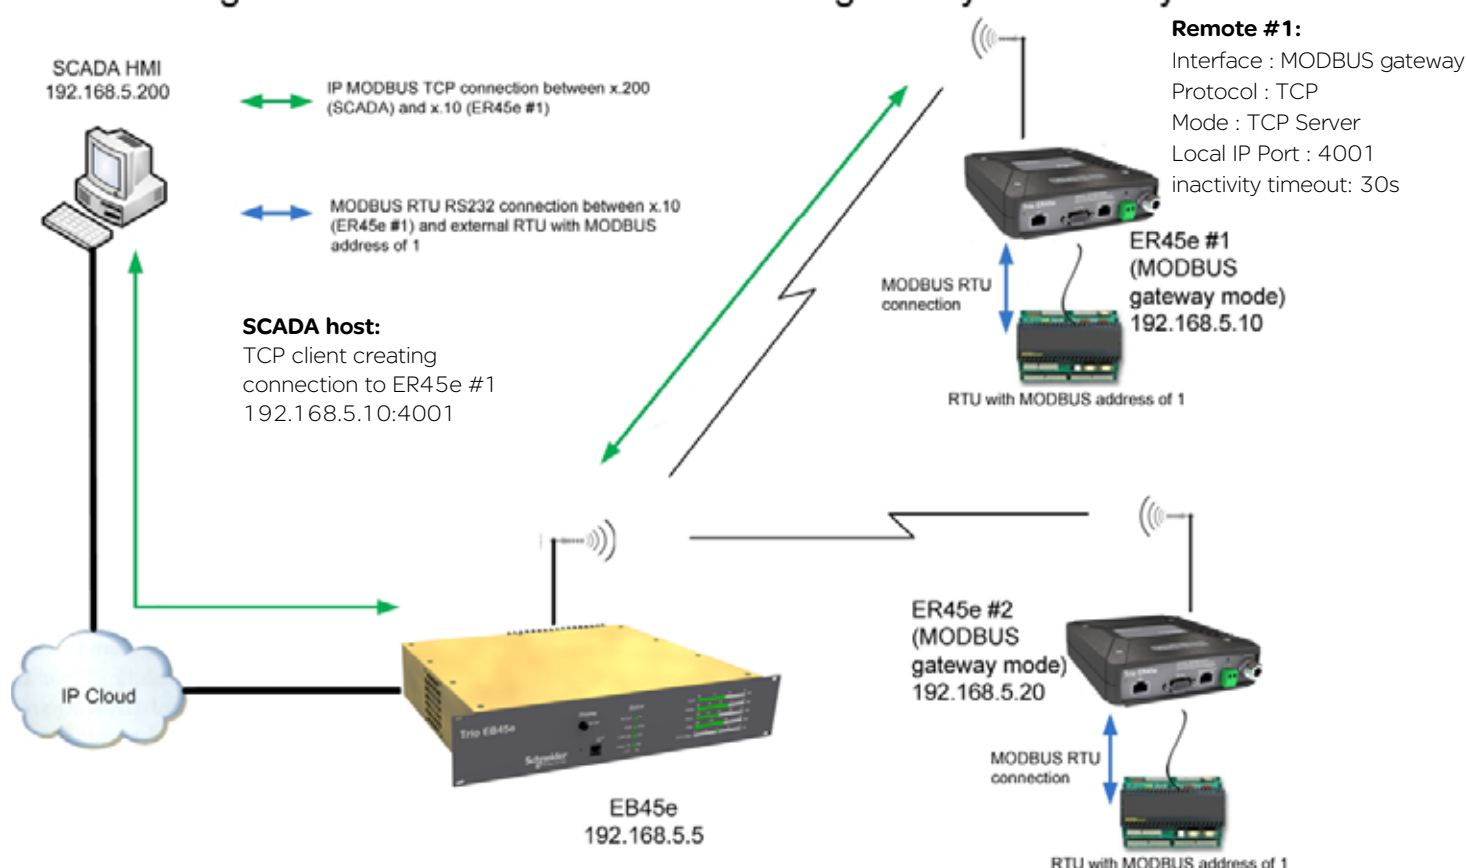 SCADA HMI
192.168.5.200
IP MODBUS TCP connection between x.200
(SCADA) and x.10 (ER45e #1)
MODBUS RTU RS232 connection between x.10
(ER45e #1) and external RTU with MODBUS
address of 1
SCADA host:
TCP client creating
connection to ER45e #1
192.168.5.10:4001
Remote #1:
Interface : MODBUS gateway
Protocol : TCP
Mode : TCP Server
Local IP Port : 4001
inactivity timeout: 30s
ER45e #1
(MODBUS
gateway mode)
192.168.5.10
MODBUS RTU
connection
RTU with MODBUS address of 1
IP Cloud
Trio EB45e
Schneider
EB45e
192.168.5.5
ER45e #2
(MODBUS
gateway mode)
192.168.5.20
MODBUS RTU
connection
RTU with MODBUS address of 1